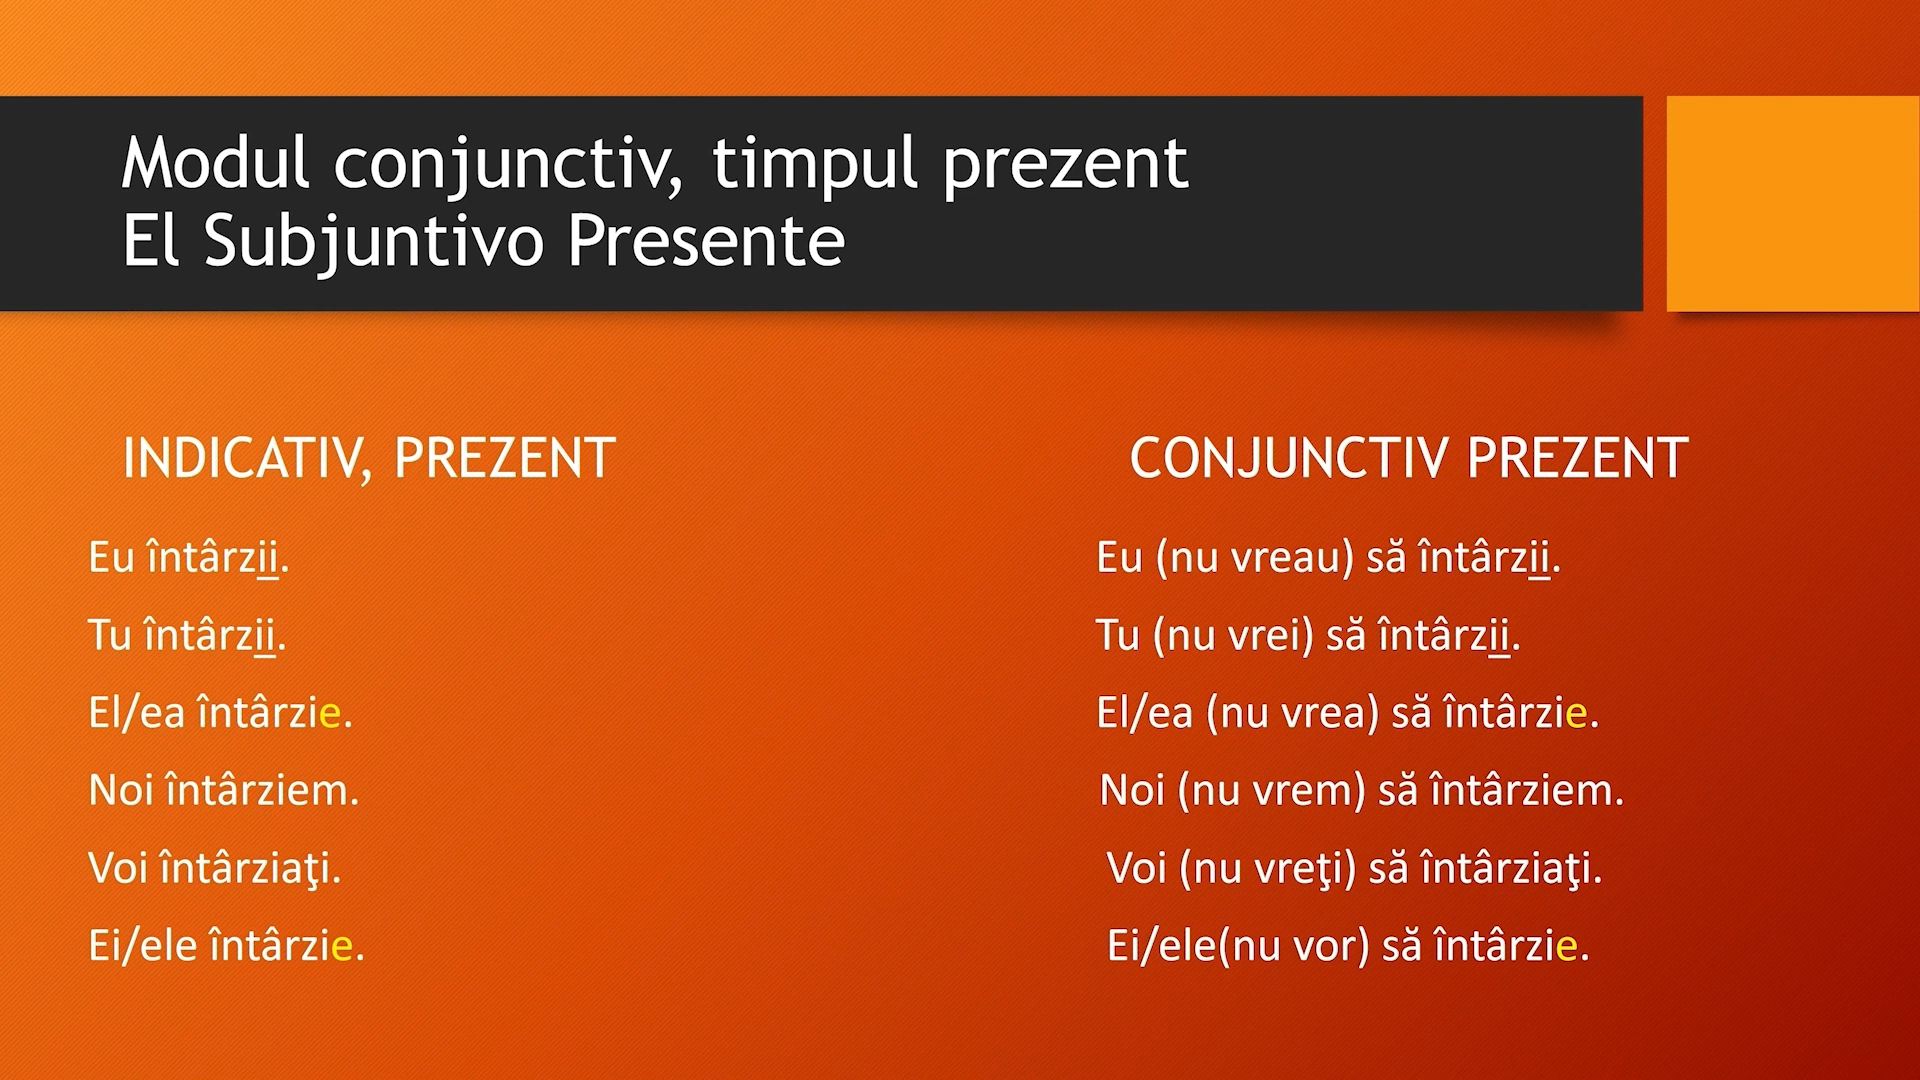 Modul conjunctiv, timpul prezent
El Subjuntivo Presente
INDICATIV, PREZENT
Eu întârzii.
Tu întârzii.
El/ea întârzie.
Noi întârziem.
Voi întârziaţi.
Ei/ele întârzie.
CONJUNCTIV PREZENT
Eu (nu vreau) să întârzii.
Tu (nu vrei) să întârzii.
El/ea (nu vrea) să întârzie.
Noi (nu vrem) să întârziem.
Voi (nu vreţi) să întârziaţi.
Ei/ele(nu vor) să întârzie.